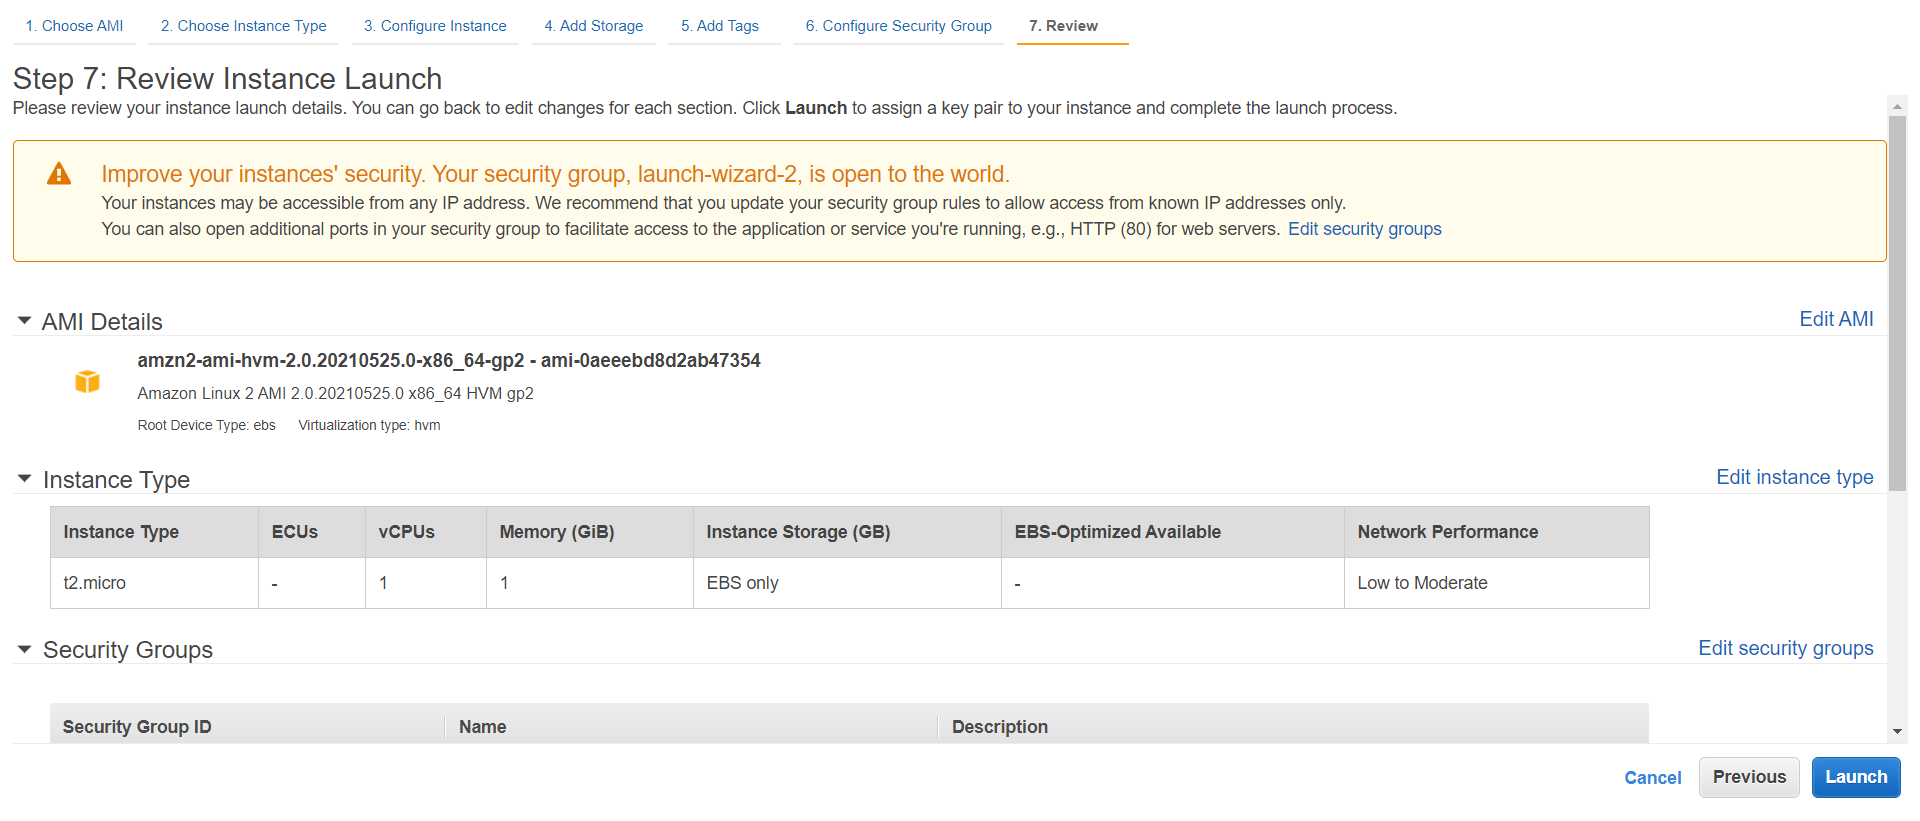 1. Choose AMI 2. Choose Instance Type 3. Configure Instance 4. Add Storage 5. Add Tags 6. Configure Security Group 7. Review
Step 7: Review Instance Launch
Please review your instance launch details. You can go back to edit changes for each section. Click Launch to assign a key pair to your instance and complete the launch process.
Improve your instances' security. Your security group, launch-wizard-2, is open to the world.
Your instances may be accessible from any IP address. We recommend that you update your security group rules to allow access from known IP addresses only.
You can also open additional ports in your security group to facilitate access to the application or service you're running, e.g., HTTP (80) for web servers. Edit security groups
AMI Details Edit AMI
amzn2-ami-hvm-2.0.20210525.0-x86_64-gp2 - ami-0aeeebd8d2ab47354
Amazon Linux 2 AMI 2.0.20210525.0 x86_64 HVM gp2
Root Device Type: ebs Virtualization type: hvm
Instance Type Edit instance type
Instance Type ECUs vCPUs Memory (GiB) Instance Storage (GB) EBS-Optimized Available Network Performance
t2.micro - 1 1 EBS only - Low to Moderate
Security Groups Edit security groups
Security Group ID Name Description
Cancel Previous Launch